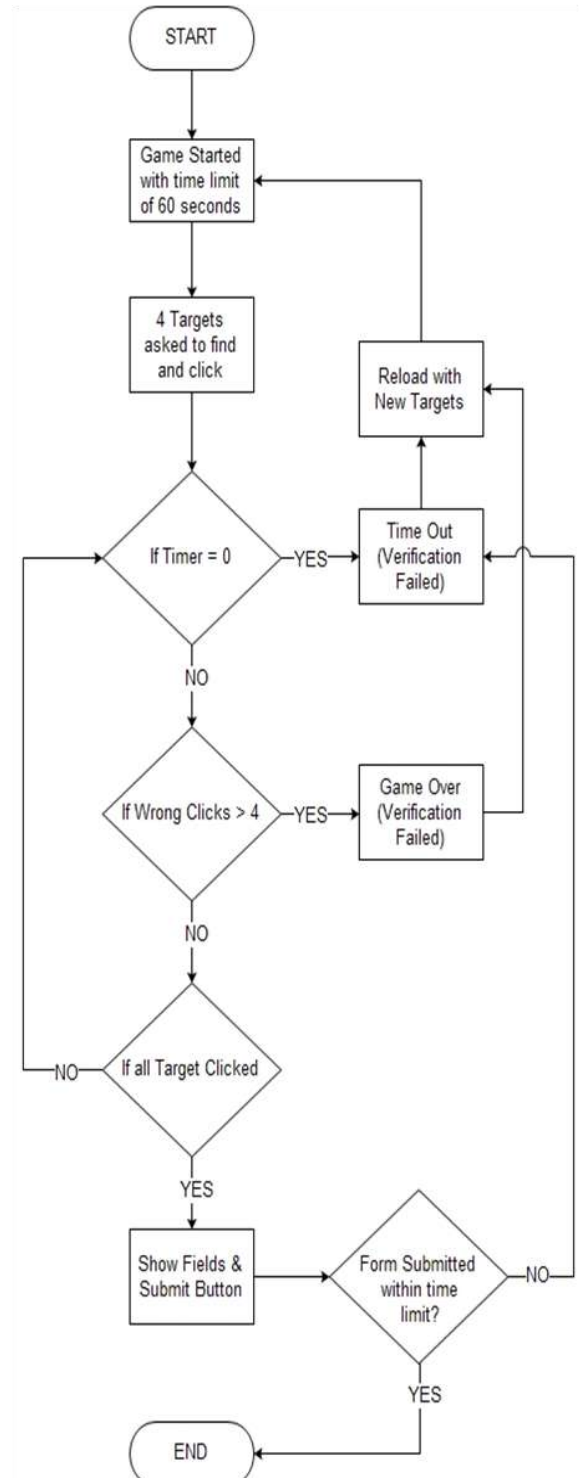 START
Game Started
with time limit
of 60 seconds
4 Targets
asked to find
and click
Reload with
New Targets
If Timer = 0
YES
Time Out
(Verification
Failed)
NO
If Wrong Clicks > 4
YES
Game Over
(Verification
Failed)
NO
If all Target Clicked
NO
YES
Show Fields &
Submit Button
Form Submitted
within time
limit?
NO
YES
END